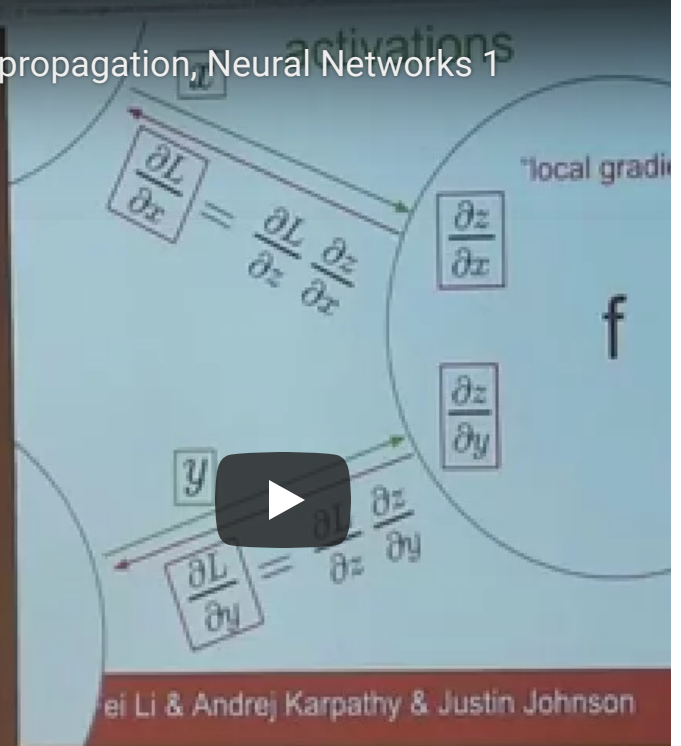 activations
propagation, Neural Networks 1
x
"local gradi
∂L/∂x = ∂L/∂z ∂z/∂x
∂z/∂x
f
∂z/∂y
y
∂L/∂y = ∂L/∂z ∂z/∂y
ei Li & Andrej Karpathy & Justin Johnson